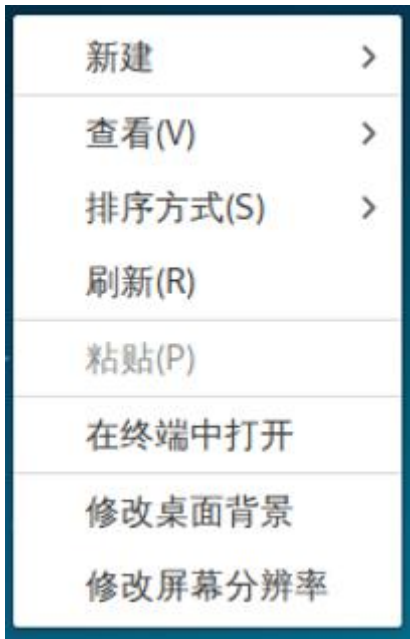 新建
查看(V)
排序方式(S)
刷新(R)
粘贴(P)
在终端中打开
修改桌面背景
修改屏幕分辨率